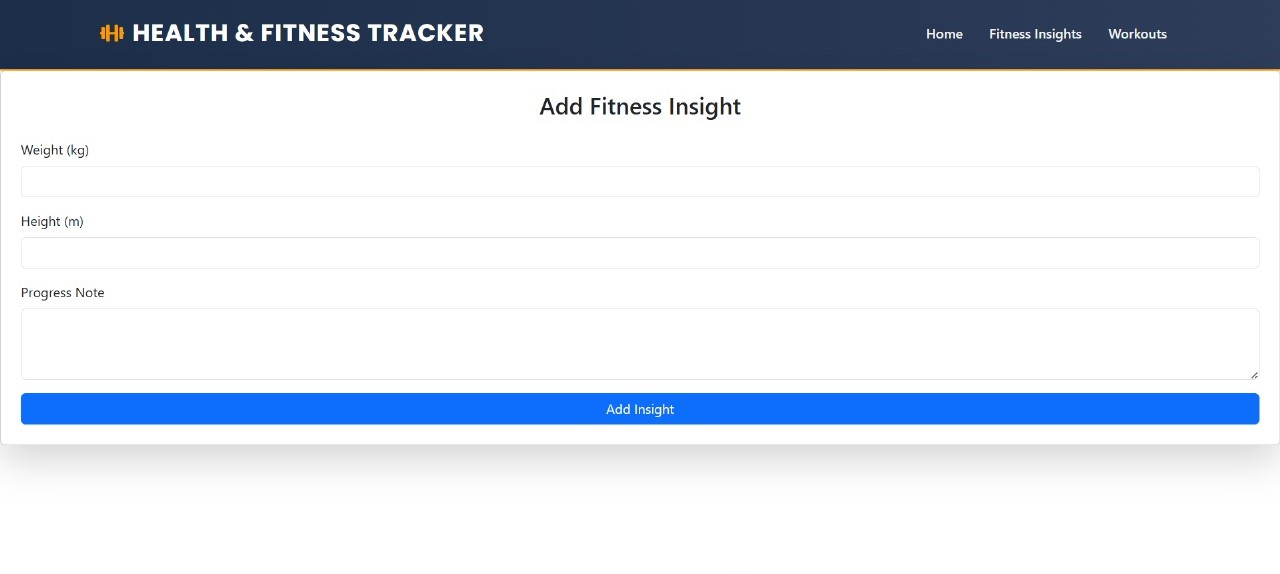 HEALTH & FITNESS TRACKER
Home Fitness Insights Workouts
Add Fitness Insight
Weight (kg)
Height (m)
Progress Note
Add Insight